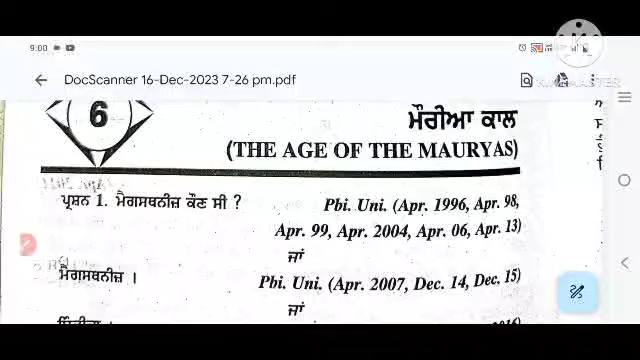 9:00
DocScanner 16-Dec-2023 7-26 pm.pdf
KINEMASTER
6
ਮੌਰੀਆ ਕਾਲ
(THE AGE OF THE MAURYAS)
ਪ੍ਰਸ਼ਨ 1. ਮੈਗਸਥਨੀਜ਼ ਕੌਣ ਸੀ ? Pbi. Uni. (Apr. 1996, Apr. 98,
Apr. 99, Apr. 2004, Apr. 06, Apr. 13)
ਜਾਂ
ਮੈਗਸਥਨੀਜ਼ । Pbi. Uni. (Apr. 2007, Dec. 14, Dec. 15)
ਜਾਂ